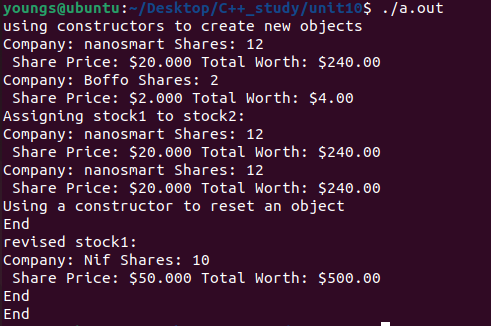 youngs@ubuntu:~/Desktop/C++_study/unit10$ ./a.out
using constructors to create new objects
Company: nanosmart Shares: 12
 Share Price: $20.000 Total Worth: $240.00
Company: Boffo Shares: 2
 Share Price: $2.000 Total Worth: $4.00
Assigning stock1 to stock2:
Company: nanosmart Shares: 12
 Share Price: $20.000 Total Worth: $240.00
Company: nanosmart Shares: 12
 Share Price: $20.000 Total Worth: $240.00
Using a constructor to reset an object
End
revised stock1:
Company: Nif Shares: 10
 Share Price: $50.000 Total Worth: $500.00
End
End